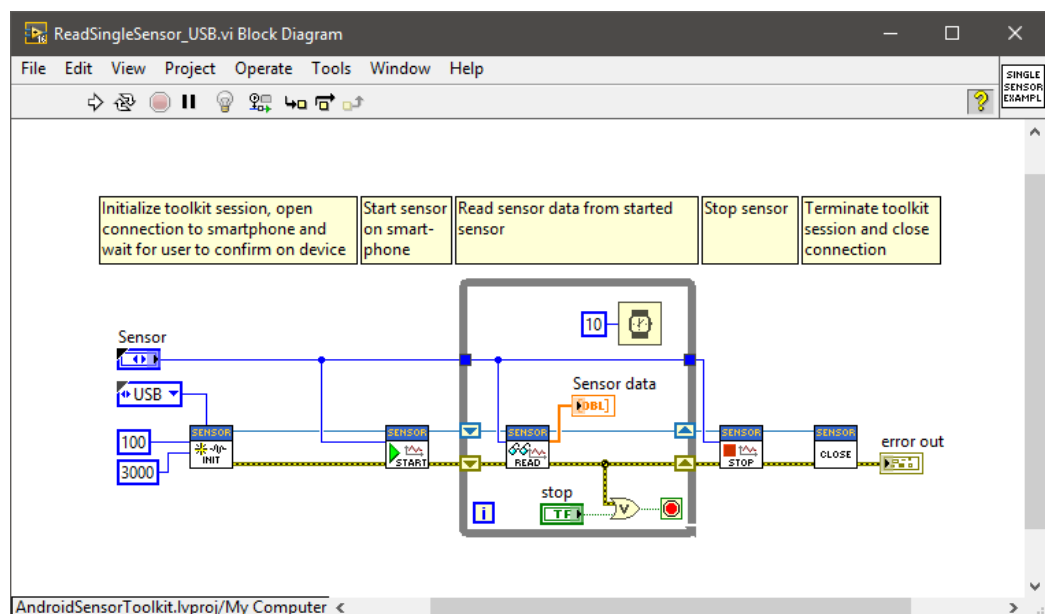 ReadSingleSensor_USB.vi Block Diagram
File Edit View Project Operate Tools Window Help
SINGLE
SENSOR
EXAMPL
Initialize toolkit session, open
connection to smartphone and
wait for user to confirm on device
Start sensor
on smart-
phone
Read sensor data from started
sensor
Stop sensor
Terminate toolkit
session and close
connection
10
Sensor
USB
Sensor data
DBL]
100
3000
SENSOR
INIT
SENSOR
START
SENSOR
READ
SENSOR
STOP
SENSOR
CLOSE
error out
stop
TF
V
i
AndroidSensorToolkit.lvproj/My Computer